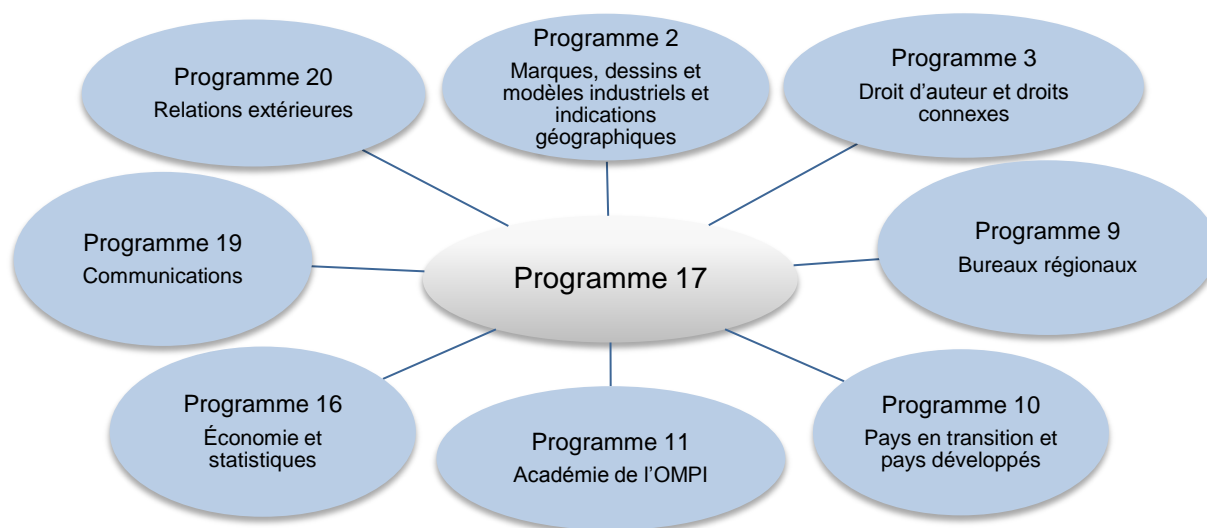 Programme 20
Relations extérieures
Programme 2
Marques, dessins et
modèles industriels et
indications
géographiques
Programme 3
Droit d’auteur et droits
connexes
Programme 19
Communications
Programme 17
Programme 9
Bureaux régionaux
Programme 16
Économie et
statistiques
Programme 11
Académie de l’OMPI
Programme 10
Pays en transition et
pays développés